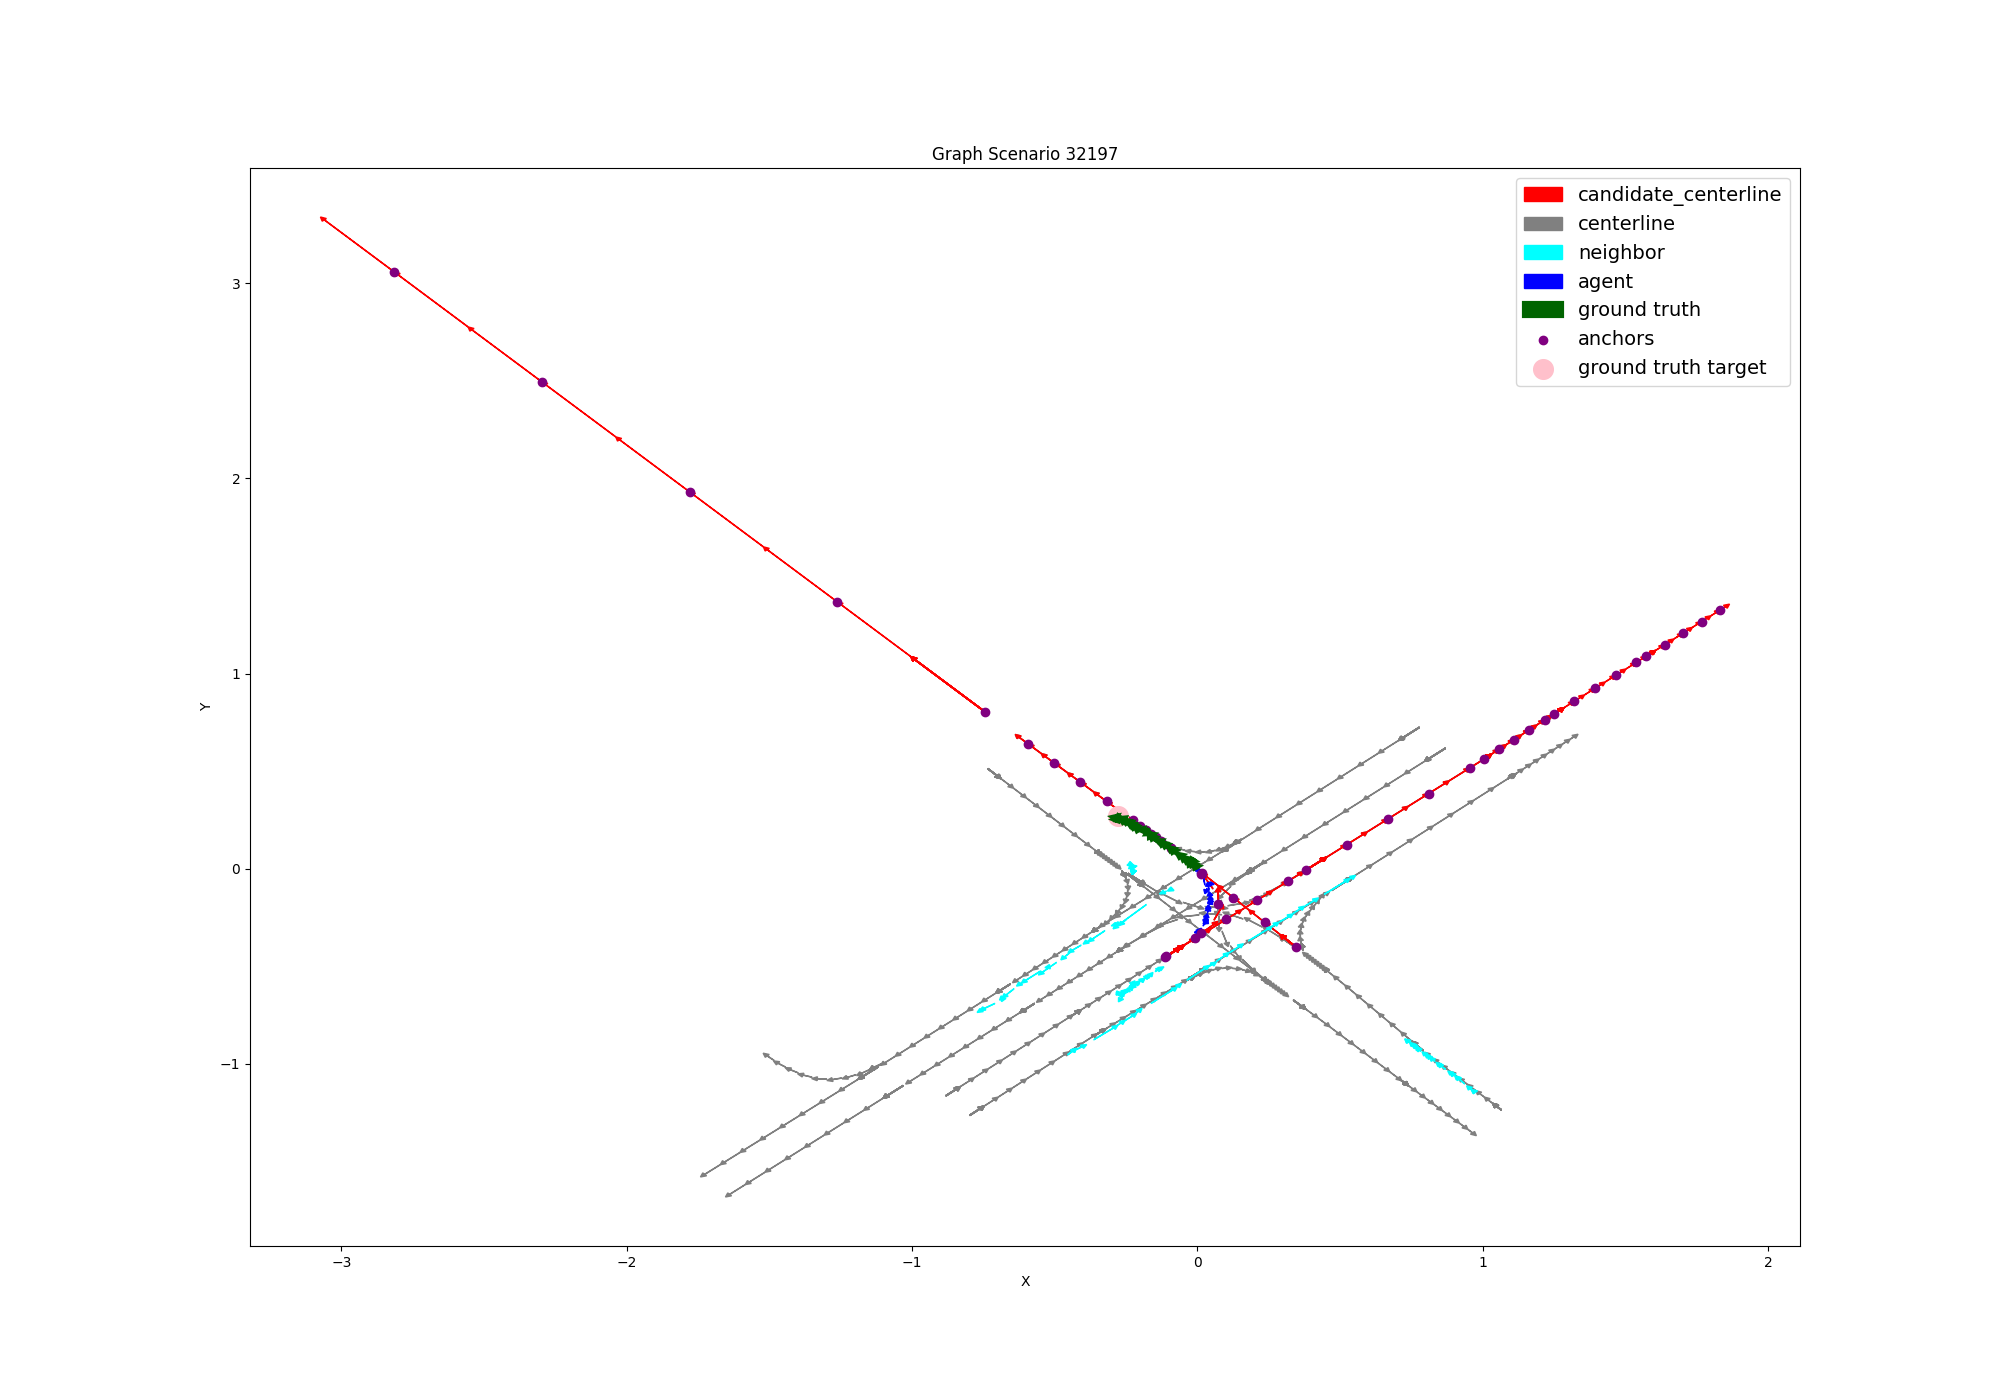 Graph Scenario 32197
candidate_centerline
centerline
neighbor
agent
ground truth
anchors
ground truth target
3
2
1
0
−1
Y
−3
−2
−1
0
1
2
X